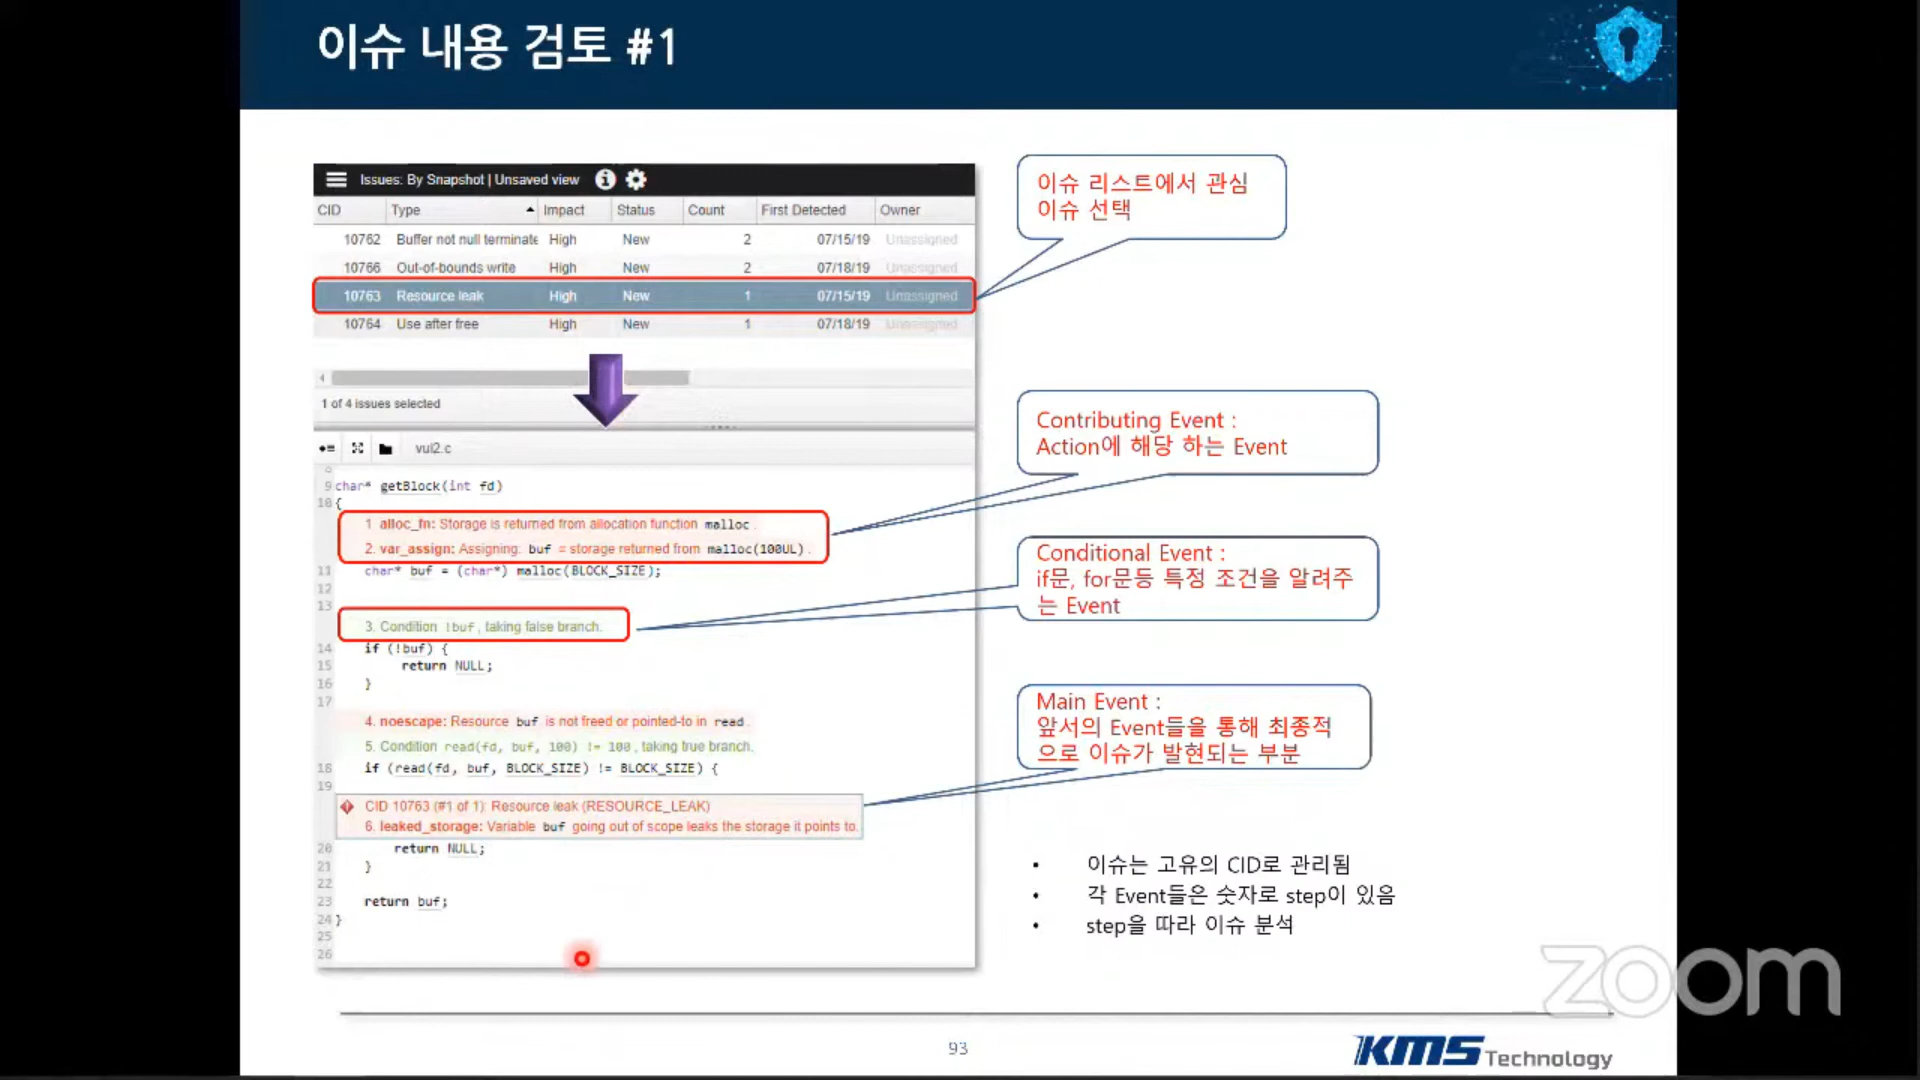 이슈 내용 검토 #1
Issues: By Snapshot | Unsaved view
CID Type Impact Status Count First Detected Owner
10762 Buffer not null terminate High New 2 07/15/19 Unassigned
10766 Out-of-bounds write High New 2 07/18/19 Unassigned
10763 Resource leak High New 1 07/15/19 Unassigned
10764 Use after free High New 1 07/18/19 Unassigned
1 of 4 issues selected
vul2.c
9 char* getBlock(int fd)
10 {
1 alloc_fn: Storage is returned from allocation function malloc.
2. var_assign: Assigning: buf = storage returned from malloc(100UL).
11 char* buf = (char*) malloc(BLOCK_SIZE);
12
13
3. Condition !buf, taking false branch.
14 if (!buf) {
15 return NULL;
16 }
17
4. noescape: Resource buf is not freed or pointed-to in read.
5. Condition read(fd, buf, 100) != 100, taking true branch.
18 if (read(fd, buf, BLOCK_SIZE) != BLOCK_SIZE) {
19
CID 10763 (#1 of 1): Resource leak (RESOURCE_LEAK)
6. leaked_storage: Variable buf going out of scope leaks the storage it points to.
20 return NULL;
21 }
22
23 return buf;
24 }
25
26
이슈 리스트에서 관심
이슈 선택
Contributing Event :
Action에 해당 하는 Event
Conditional Event :
if문, for문등 특정 조건을 알려주
는 Event
Main Event :
앞서의 Event들을 통해 최종적
으로 이슈가 발현되는 부분
• 이슈는 고유의 CID로 관리됨
• 각 Event들은 숫자로 step이 있음
• step을 따라 이슈 분석
zoom
93
KMS Technology